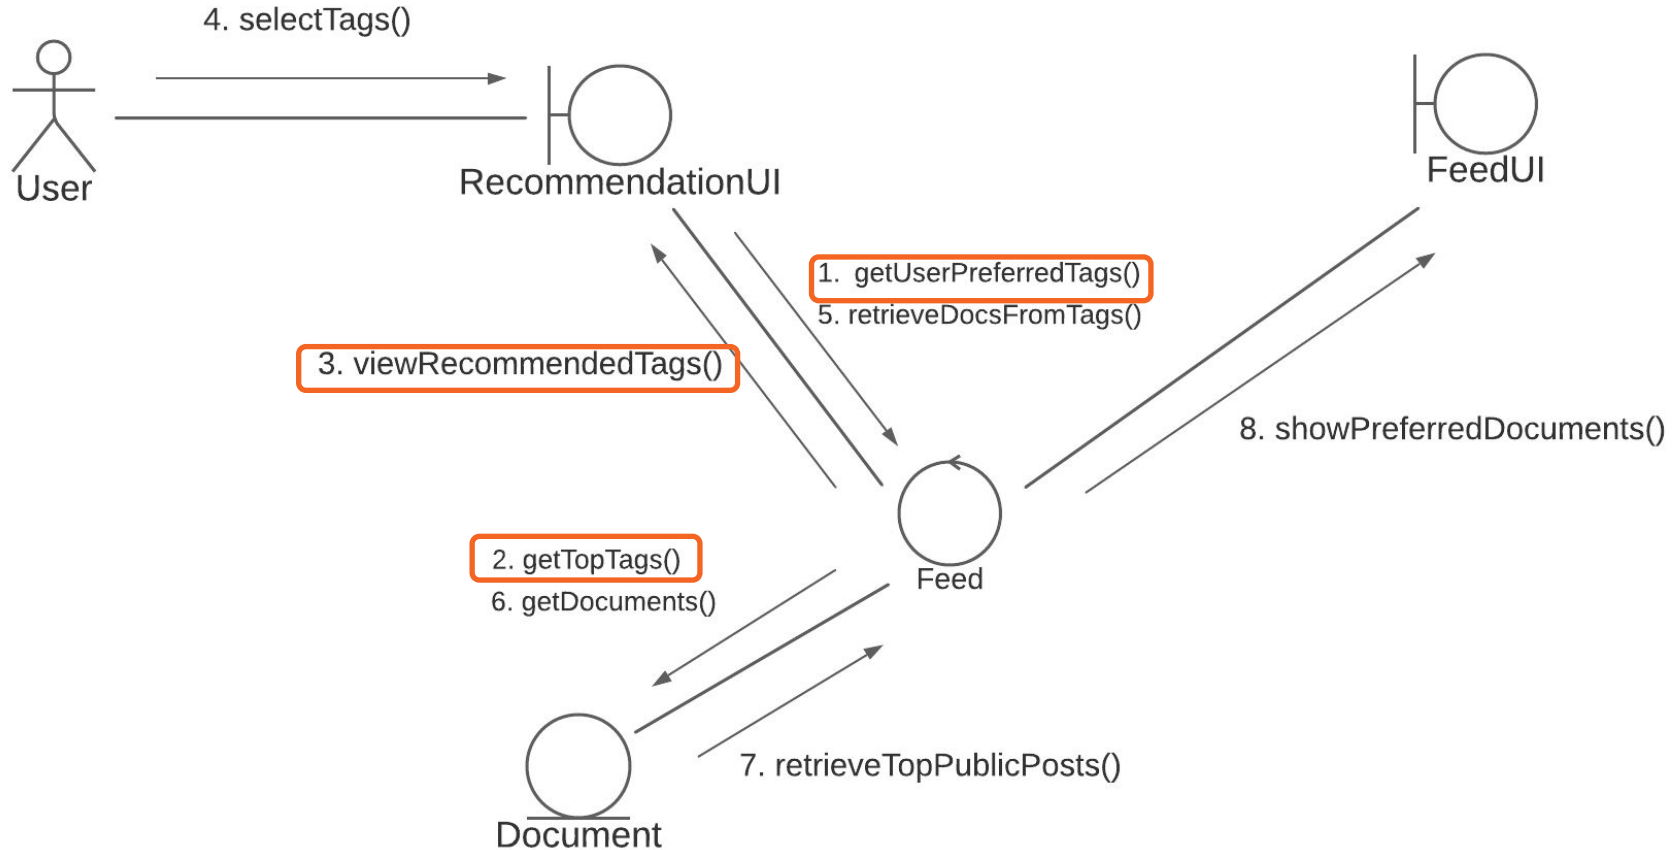 4. selectTags()
User
RecommendationUI
FeedUI
1. getUserPreferredTags()
5. retrieveDocsFromTags()
3. viewRecommendedTags()
8. showPreferredDocuments()
2. getTopTags()
6. getDocuments()
Feed
7. retrieveTopPublicPosts()
Document